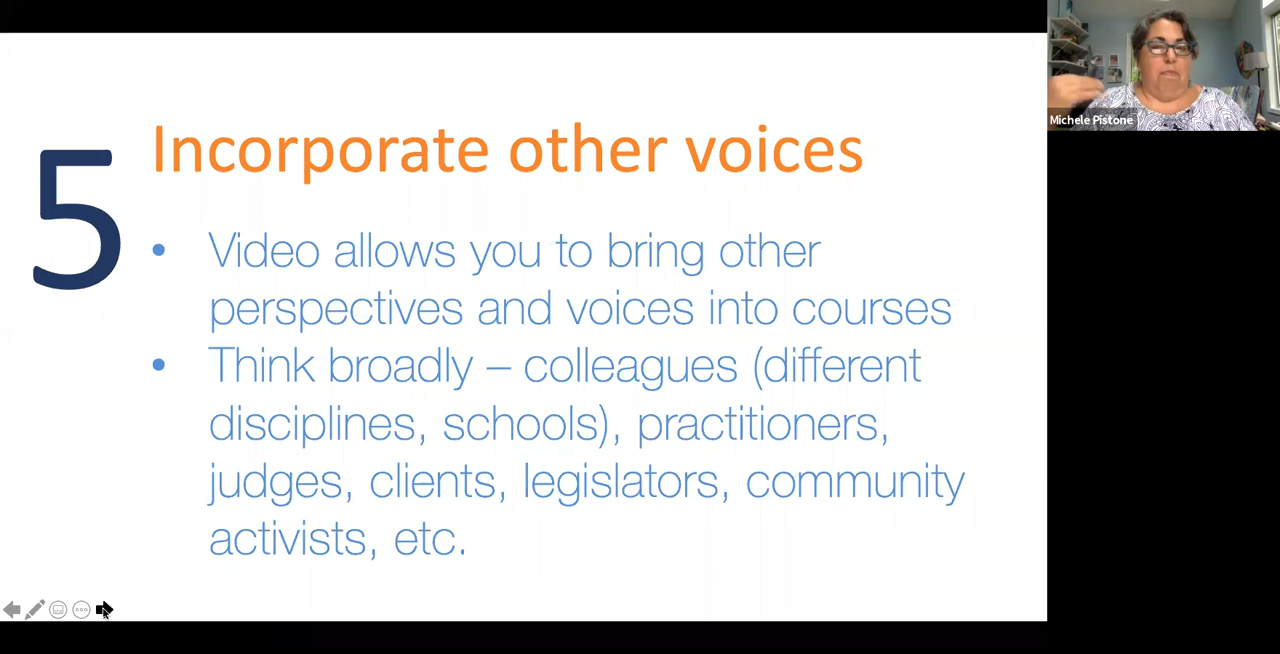 5
Incorporate other voices
• Video allows you to bring other
perspectives and voices into courses
• Think broadly – colleagues (different
disciplines, schools), practitioners,
judges, clients, legislators, community
activists, etc.
Michele Pistone